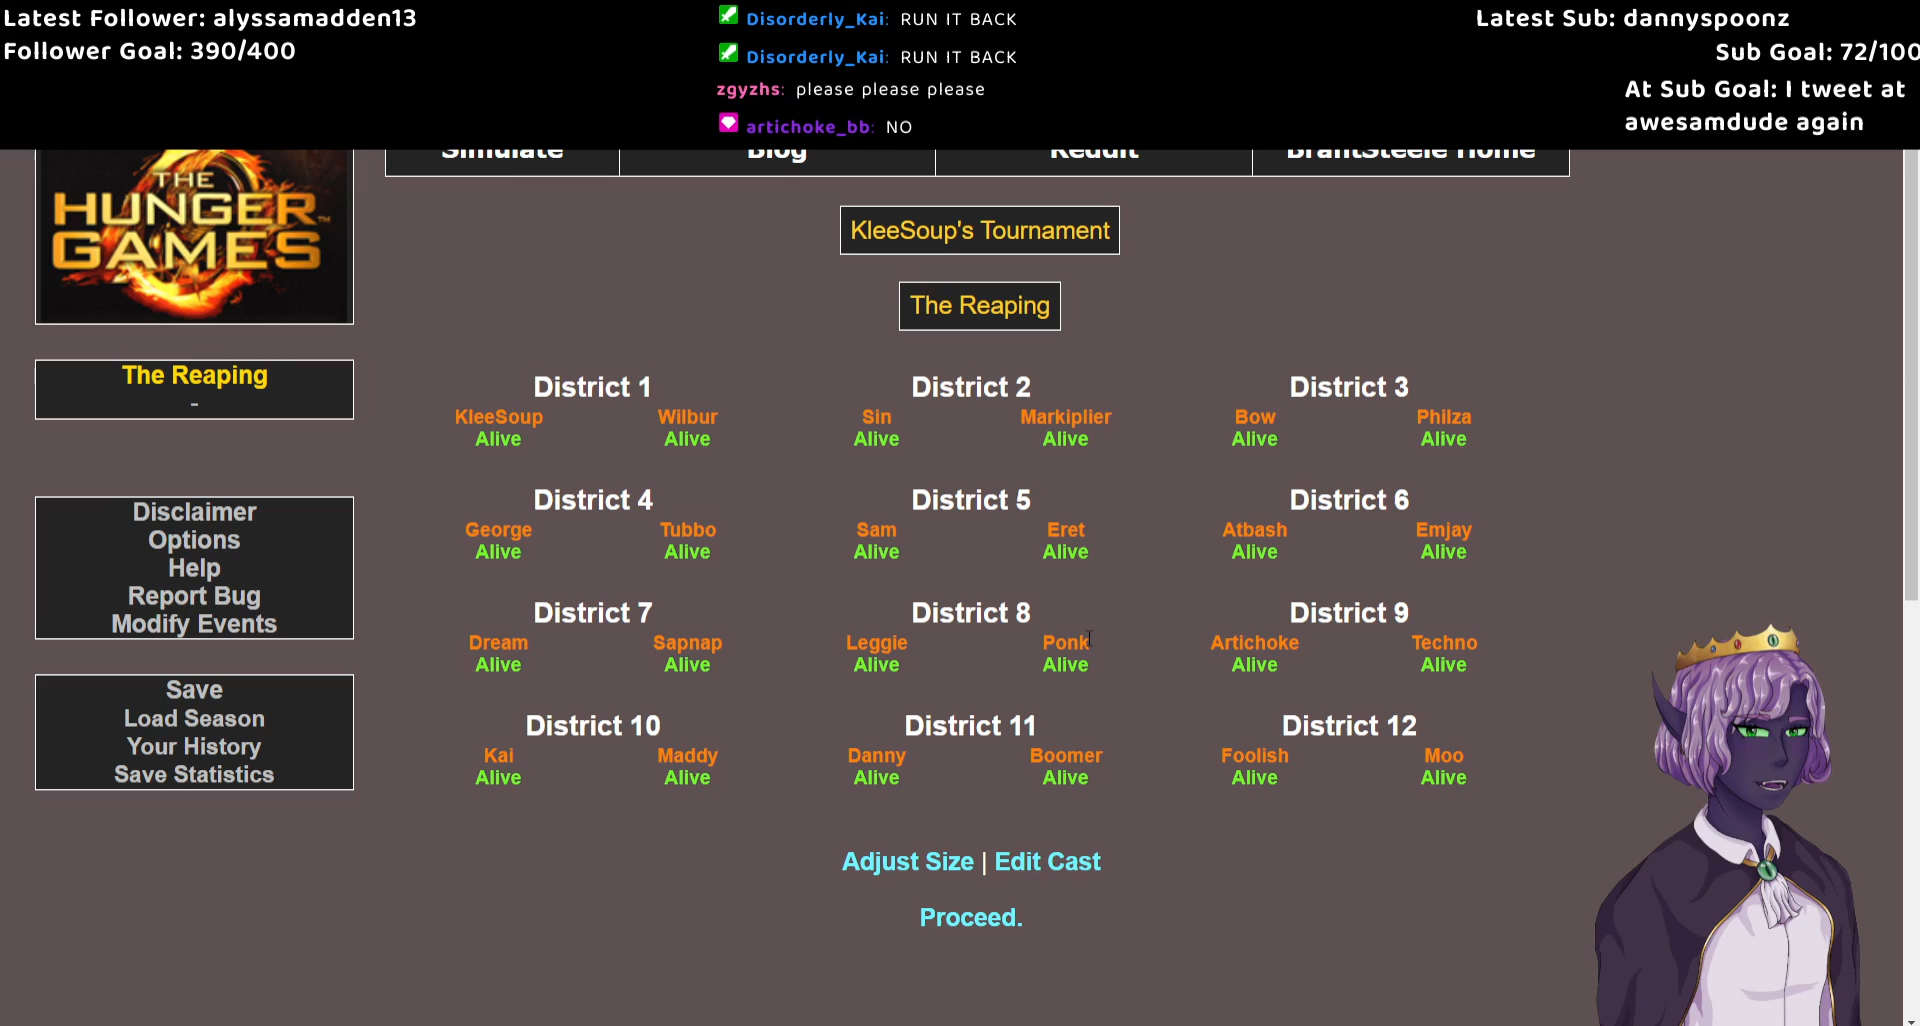 Latest Follower: alyssamadden13
Follower Goal: 390/400
Disorderly_Kai: RUN IT BACK
Disorderly_Kai: RUN IT BACK
zgyzhs: please please please
artichoke_bb: NO
Latest Sub: dannyspoonz
Sub Goal: 72/100
At Sub Goal: I tweet at
awesamdude again
Simulate Blog Reddit BrantSteele Home
THE
HUNGER
GAMES
TM
KleeSoup's Tournament
The Reaping
The Reaping
-
Disclaimer
Options
Help
Report Bug
Modify Events
Save
Load Season
Your History
Save Statistics
District 1 District 2 District 3
KleeSoup Wilbur Sin Markiplier Bow Philza
Alive Alive Alive Alive Alive Alive
District 4 District 5 District 6
George Tubbo Sam Eret Atbash Emjay
Alive Alive Alive Alive Alive Alive
District 7 District 8 District 9
Dream Sapnap Leggie Ponk Artichoke Techno
Alive Alive Alive Alive Alive Alive
District 10 District 11 District 12
Kai Maddy Danny Boomer Foolish Moo
Alive Alive Alive Alive Alive Alive
Adjust Size | Edit Cast
Proceed.